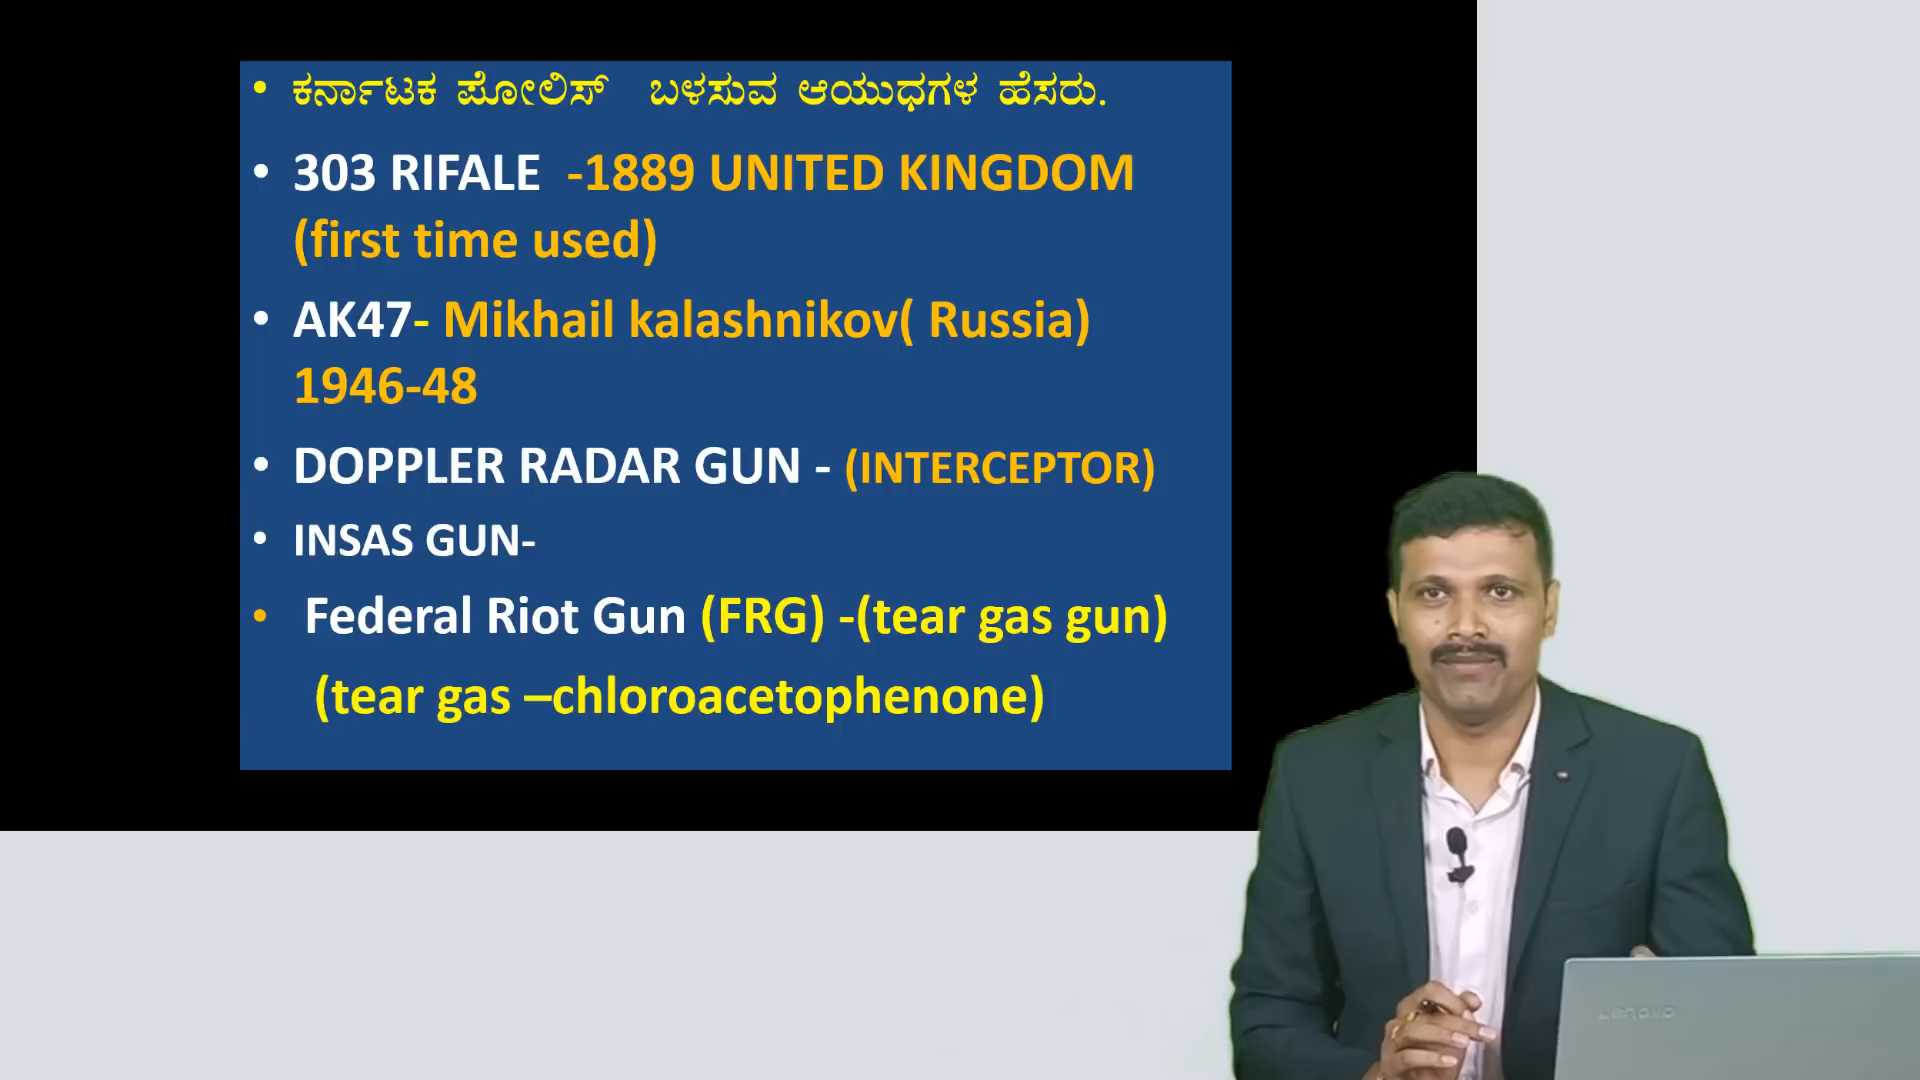 • ಕರ್ನಾಟಕ ಪೋಲಿಸ್ ಬಳಸುವ ಆಯುಧಗಳ ಹೆಸರು.
• 303 RIFALE -1889 UNITED KINGDOM
(first time used)
• AK47- Mikhail kalashnikov( Russia)
1946-48
• DOPPLER RADAR GUN - (INTERCEPTOR)
• INSAS GUN-
• Federal Riot Gun (FRG) -(tear gas gun)
(tear gas –chloroacetophenone)
Lenovo